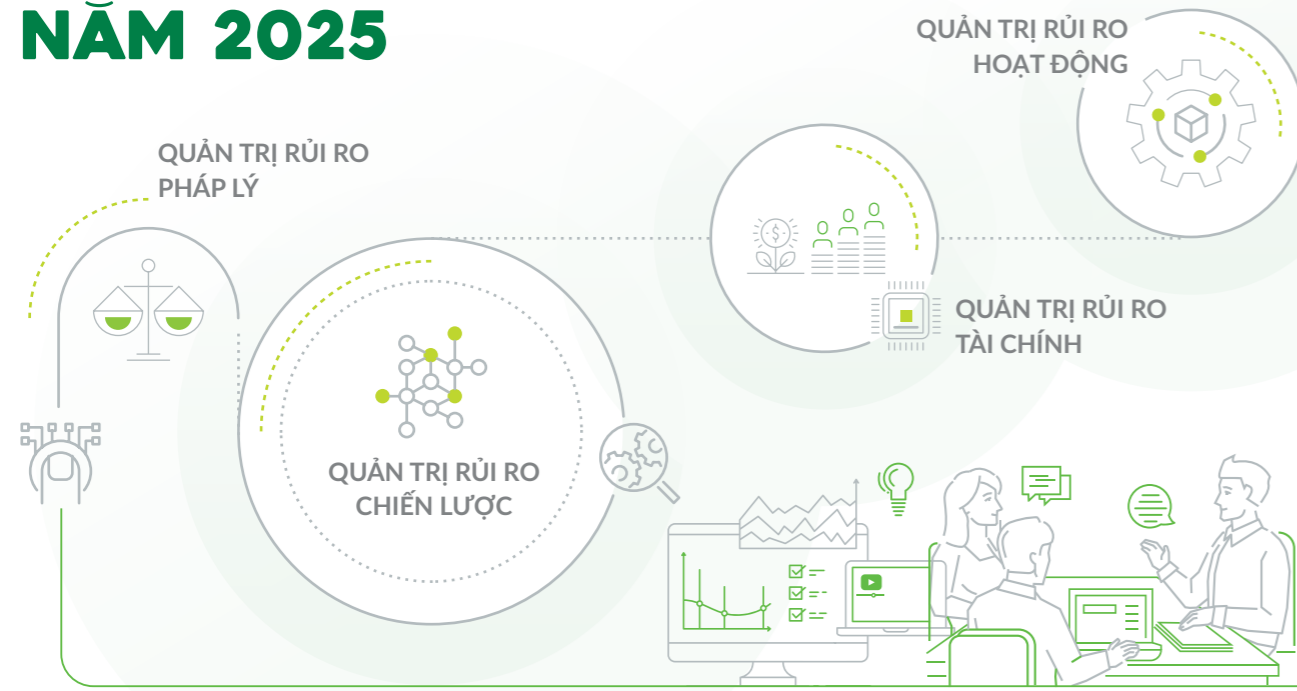 NĂM 2025
QUẢN TRỊ RỦI RO
HOẠT ĐỘNG
QUẢN TRỊ RỦI RO
PHÁP LÝ
QUẢN TRỊ RỦI RO
TÀI CHÍNH
QUẢN TRỊ RỦI RO
CHIẾN LƯỢC